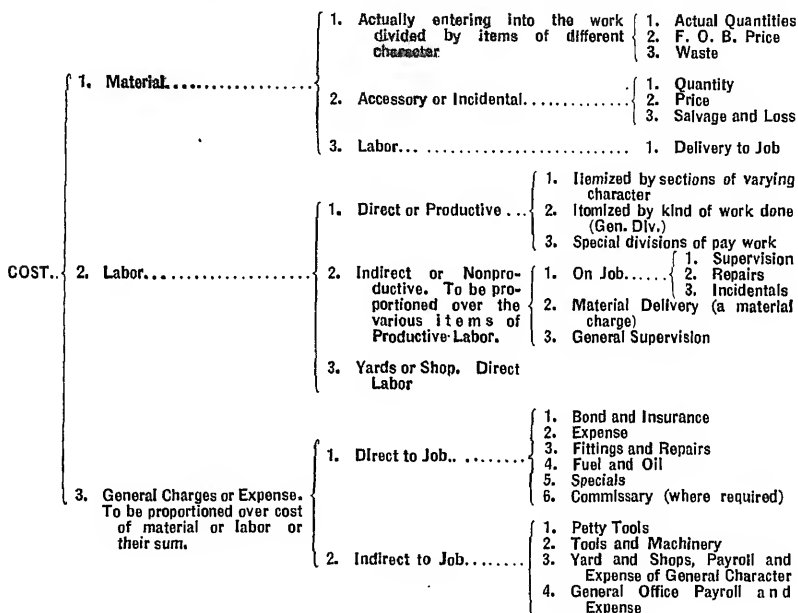 1. Actually entering into the work
divided by items of different
character
1. Actual Quantities
2. F. O. B. Price
3. Waste
1. Material....................
2. Accessory or Incidental.............
1. Quantity
2. Price
3. Salvage and Loss
3. Labor... ..................
1. Delivery to Job
COST..
2. Labor....................
1. Direct or Productive ...
1. Itemized by sections of varying
character
2. Itomized by kind of work done
(Gen. Div.)
3. Special divisions of pay work
2. Indirect or Nonpro-
ductive. To be pro-
portioned over the
various items of
Productive Labor.
1. On Job......
1. Supervision
2. Repairs
3. Incidentals
2. Material Delivery (a material
charge)
3. General Supervision
3. Yards or Shop. Direct
Labor
3. General Charges or Expense.
To be proportioned over cost
of material or labor or
their sum.
1. Direct to Job.. ........
1. Bond and Insurance
2. Expense
3. Fittings and Repairs
4. Fuel and Oil
5. Specials
6. Commissary (where required)
2. Indirect to Job........
1. Petty Tools
2. Tools and Machinery
3. Yard and Shops, Payroll and
Expense of General Character
4. General Office Payroll and
Expense